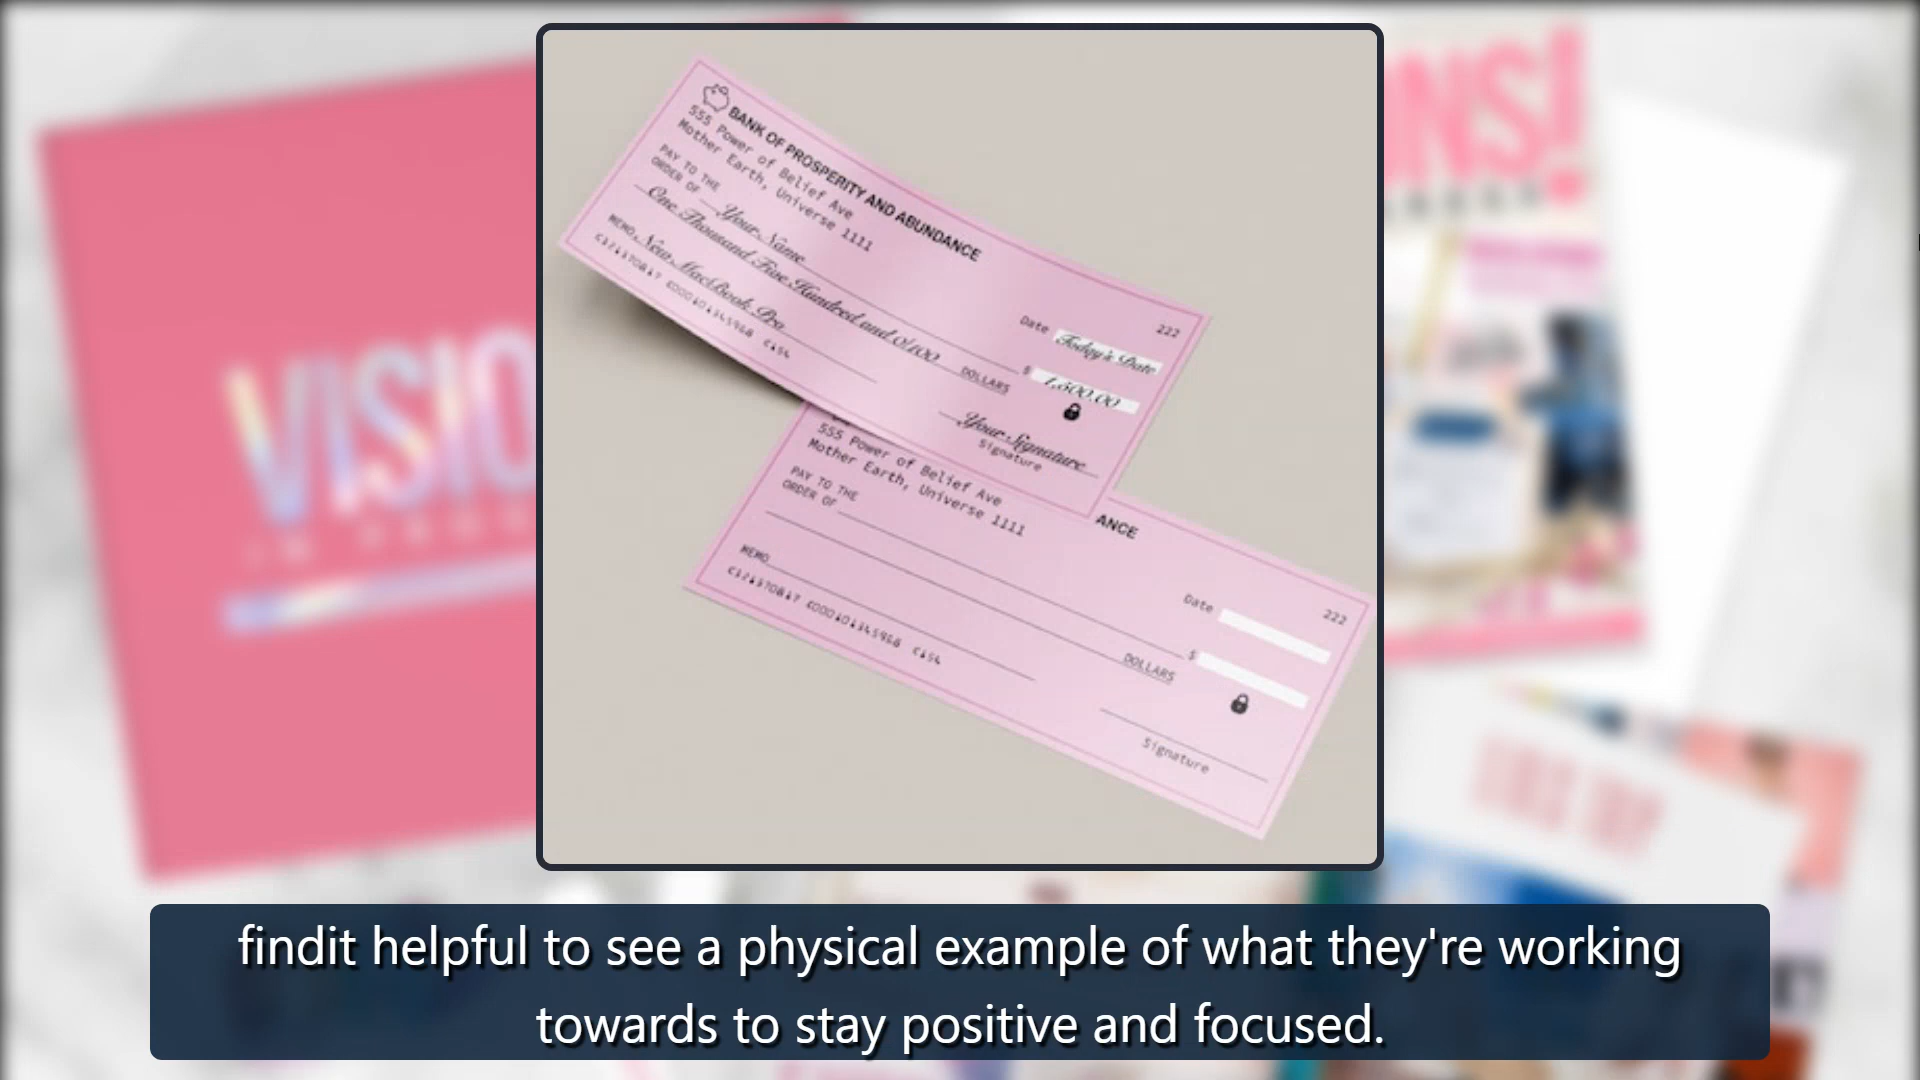 VISIO
NS!
BANK OF PROSPERITY AND ABUNDANCE
555 Power of Belief Ave
Mother Earth, Universe 1111
PAY TO THE
ORDER OF
Your Name
One Thousand Five Hundred and 0/100
DOLLARS
MEMO
New MacBook Pro
222
Date
Today's Date
$
1,500.00
Your Signature
Signature
555 Power of Belief Ave
Mother Earth, Universe 1111
ANCE
PAY TO THE
ORDER OF
DOLLARS
MEMO
222
Date
$
Signature
findit helpful to see a physical example of what they're working
towards to stay positive and focused.